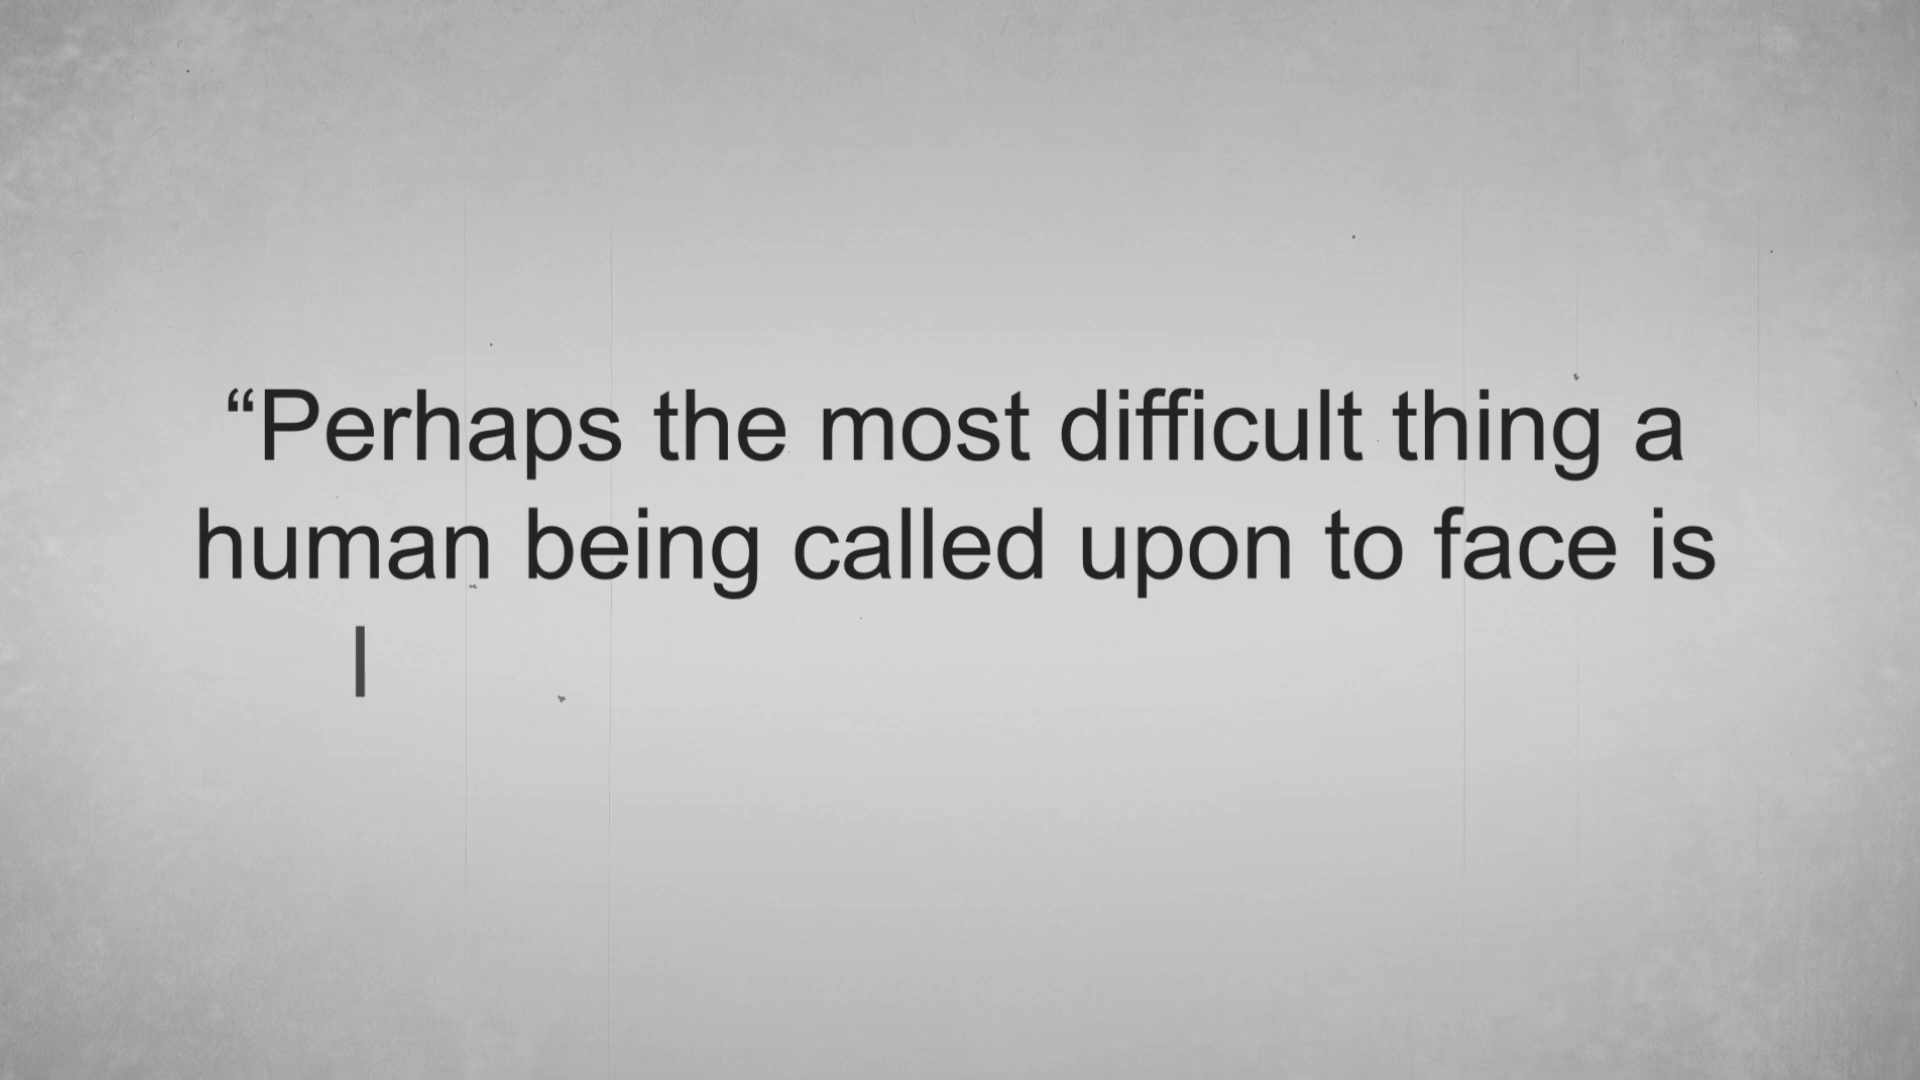 “Perhaps the most difficult thing a
human being called upon to face is
l